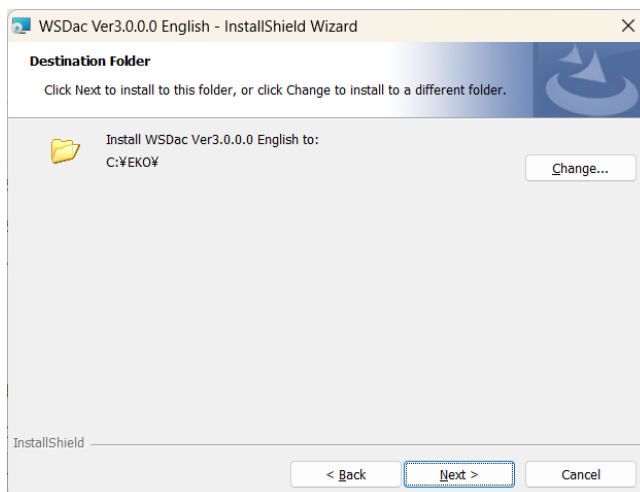 WSDac Ver3.0.0.0 English - InstallShield Wizard
Destination Folder
Click Next to install to this folder, or click Change to install to a different folder.
Install WSDac Ver3.0.0.0 English to:
C:¥EKO¥
Change...
InstallShield
< Back
Next >
Cancel